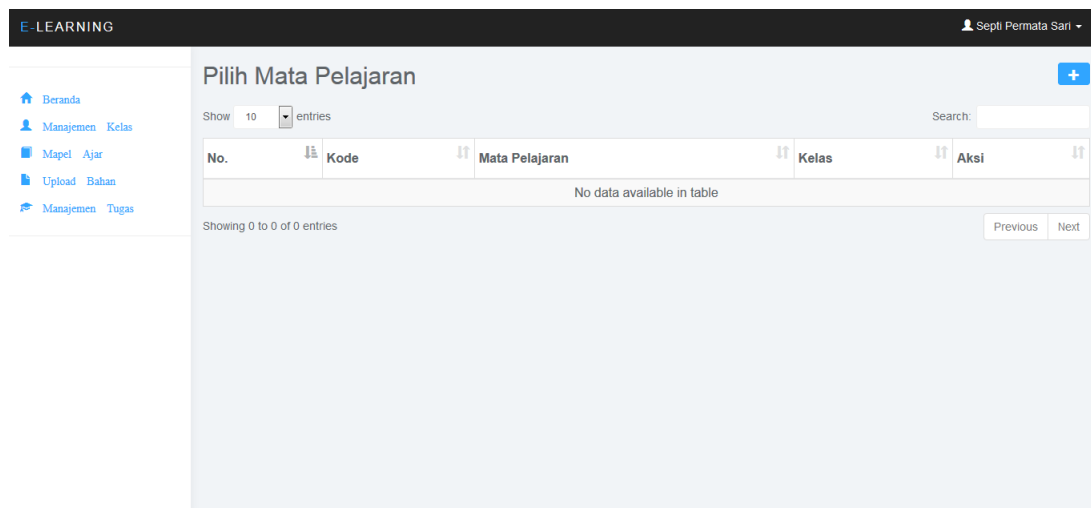 E-LEARNING
Septi Permata Sari
Beranda
Manajemen Kelas
Mapel Ajar
Upload Bahan
Manajemen Tugas
Pilih Mata Pelajaran
+
Show 10 entries
Search:
No. Kode Mata Pelajaran Kelas Aksi
No data available in table
Showing 0 to 0 of 0 entries
Previous Next